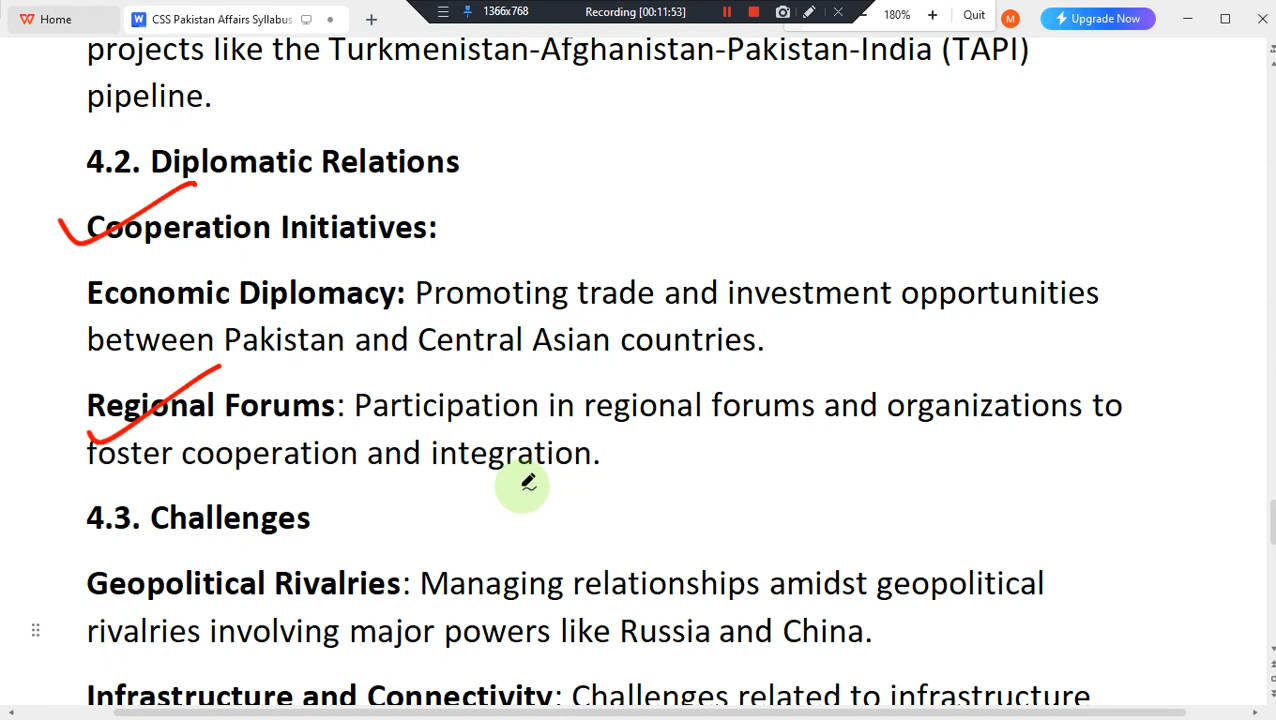 Home
CSS Pakistan Affairs Syllabus
1366x768
Recording [00:11:53]
180%
Quit
M
Upgrade Now
projects like the Turkmenistan-Afghanistan-Pakistan-India (TAPI)
pipeline.
4.2. Diplomatic Relations
Cooperation Initiatives:
Economic Diplomacy: Promoting trade and investment opportunities
between Pakistan and Central Asian countries.
Regional Forums: Participation in regional forums and organizations to
foster cooperation and integration.
4.3. Challenges
Geopolitical Rivalries: Managing relationships amidst geopolitical
rivalries involving major powers like Russia and China.
Infrastructure and Connectivity: Challenges related to infrastructure